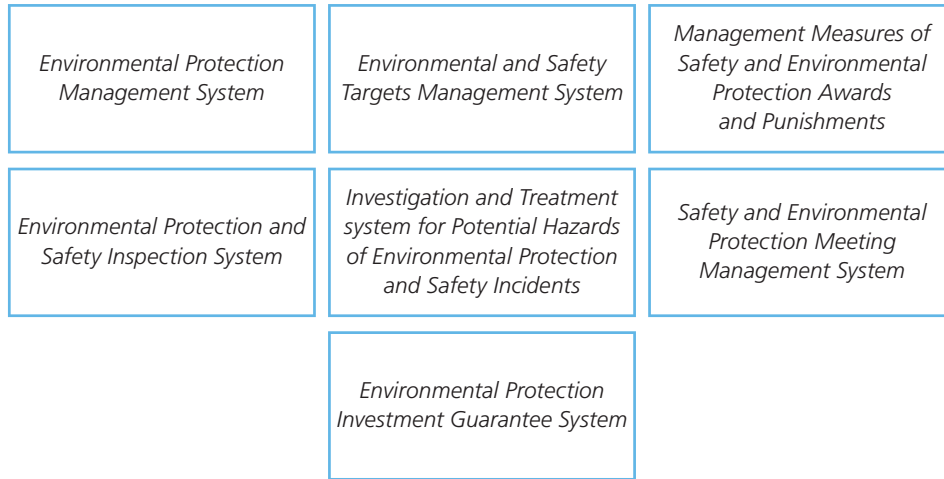 Environmental Protection
Management System
Environmental and Safety
Targets Management System
Management Measures of
Safety and Environmental
Protection Awards
and Punishments
Environmental Protection and
Safety Inspection System
Investigation and Treatment
system for Potential Hazards
of Environmental Protection
and Safety Incidents
Safety and Environmental
Protection Meeting
Management System
Environmental Protection
Investment Guarantee System